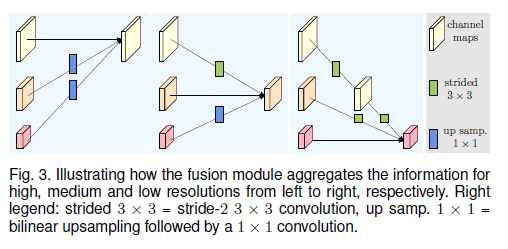 channel
maps
strided
3 × 3
up samp.
1 × 1
Fig. 3. Illustrating how the fusion module aggregates the information for
high, medium and low resolutions from left to right, respectively. Right
legend: strided 3 × 3 = stride-2 3 × 3 convolution, up samp. 1 × 1 =
bilinear upsampling followed by a 1 × 1 convolution.